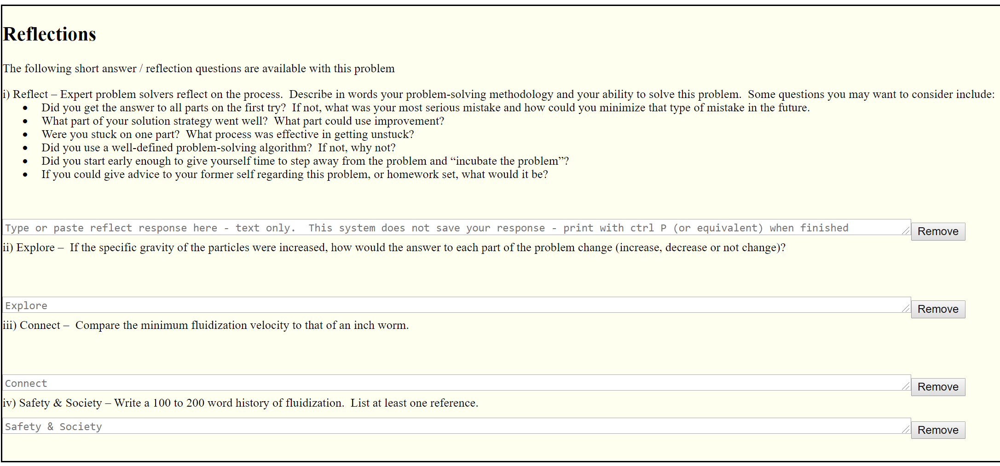 Reflections
The following short answer / reflection questions are available with this problem
i) Reflect – Expert problem solvers reflect on the process.  Describe in words your problem-solving methodology and your ability to solve this problem.  Some questions you may want to consider include:
• Did you get the answer to all parts on the first try?  If not, what was your most serious mistake and how could you minimize that type of mistake in the future.
• What part of your solution strategy went well?  What part could use improvement?
• Were you stuck on one part?  What process was effective in getting unstuck?
• Did you use a well-defined problem-solving algorithm?  If not, why not?
• Did you start early enough to give yourself time to step away from the problem and “incubate the problem”?
• If you could give advice to your former self regarding this problem, or homework set, what would it be?
Type or paste reflect response here - text only.  This system does not save your response - print with ctrl P (or equivalent) when finished
Remove
ii) Explore –  If the specific gravity of the particles were increased, how would the answer to each part of the problem change (increase, decrease or not change)?
Explore
Remove
iii) Connect –  Compare the minimum fluidization velocity to that of an inch worm.
Connect
Remove
iv) Safety & Society – Write a 100 to 200 word history of fluidization.  List at least one reference.
Safety & Society
Remove